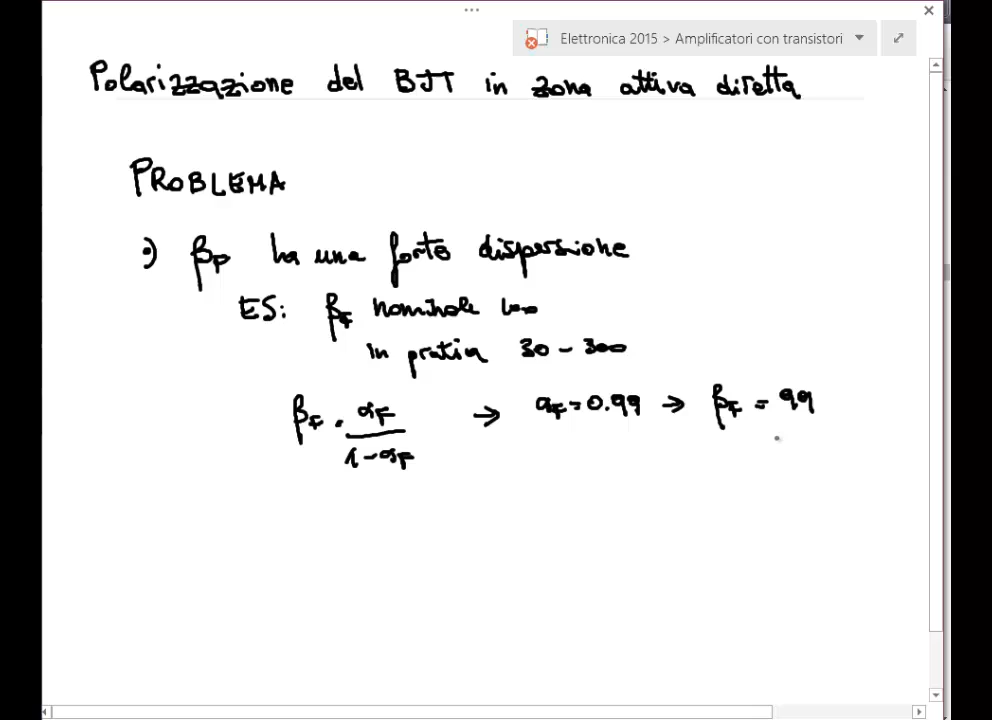 Elettronica 2015 > Amplificatori con transistori
Polarizzazione del BJT in zona attiva diretta
PROBLEMA
•) βF ha una forte dispersione
ES: βF nominale 100
in pratica 30 - 300
βF = αF / (1-αF) → αF = 0.99 → βF = 99